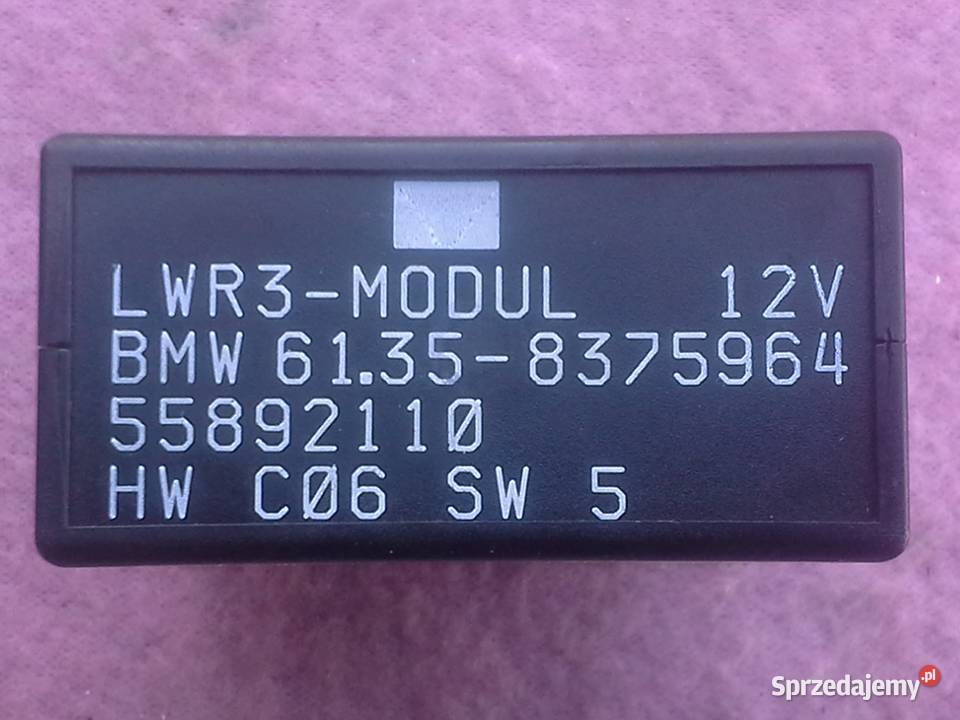 LWR3-MODUL 12V
BMW 61.35-8375964
55892110
HW C06 SW 5
Sprzedajemy.pl